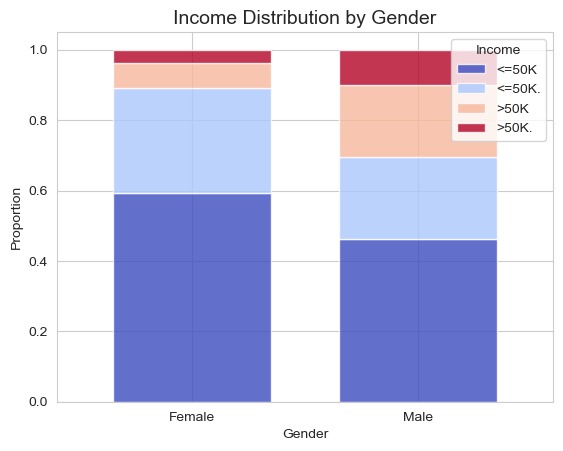 Income Distribution by Gender
Income
<=50K
<=50K.
>50K
>50K.
Proportion
1.0
0.8
0.6
0.4
0.2
0.0
Female
Male
Gender